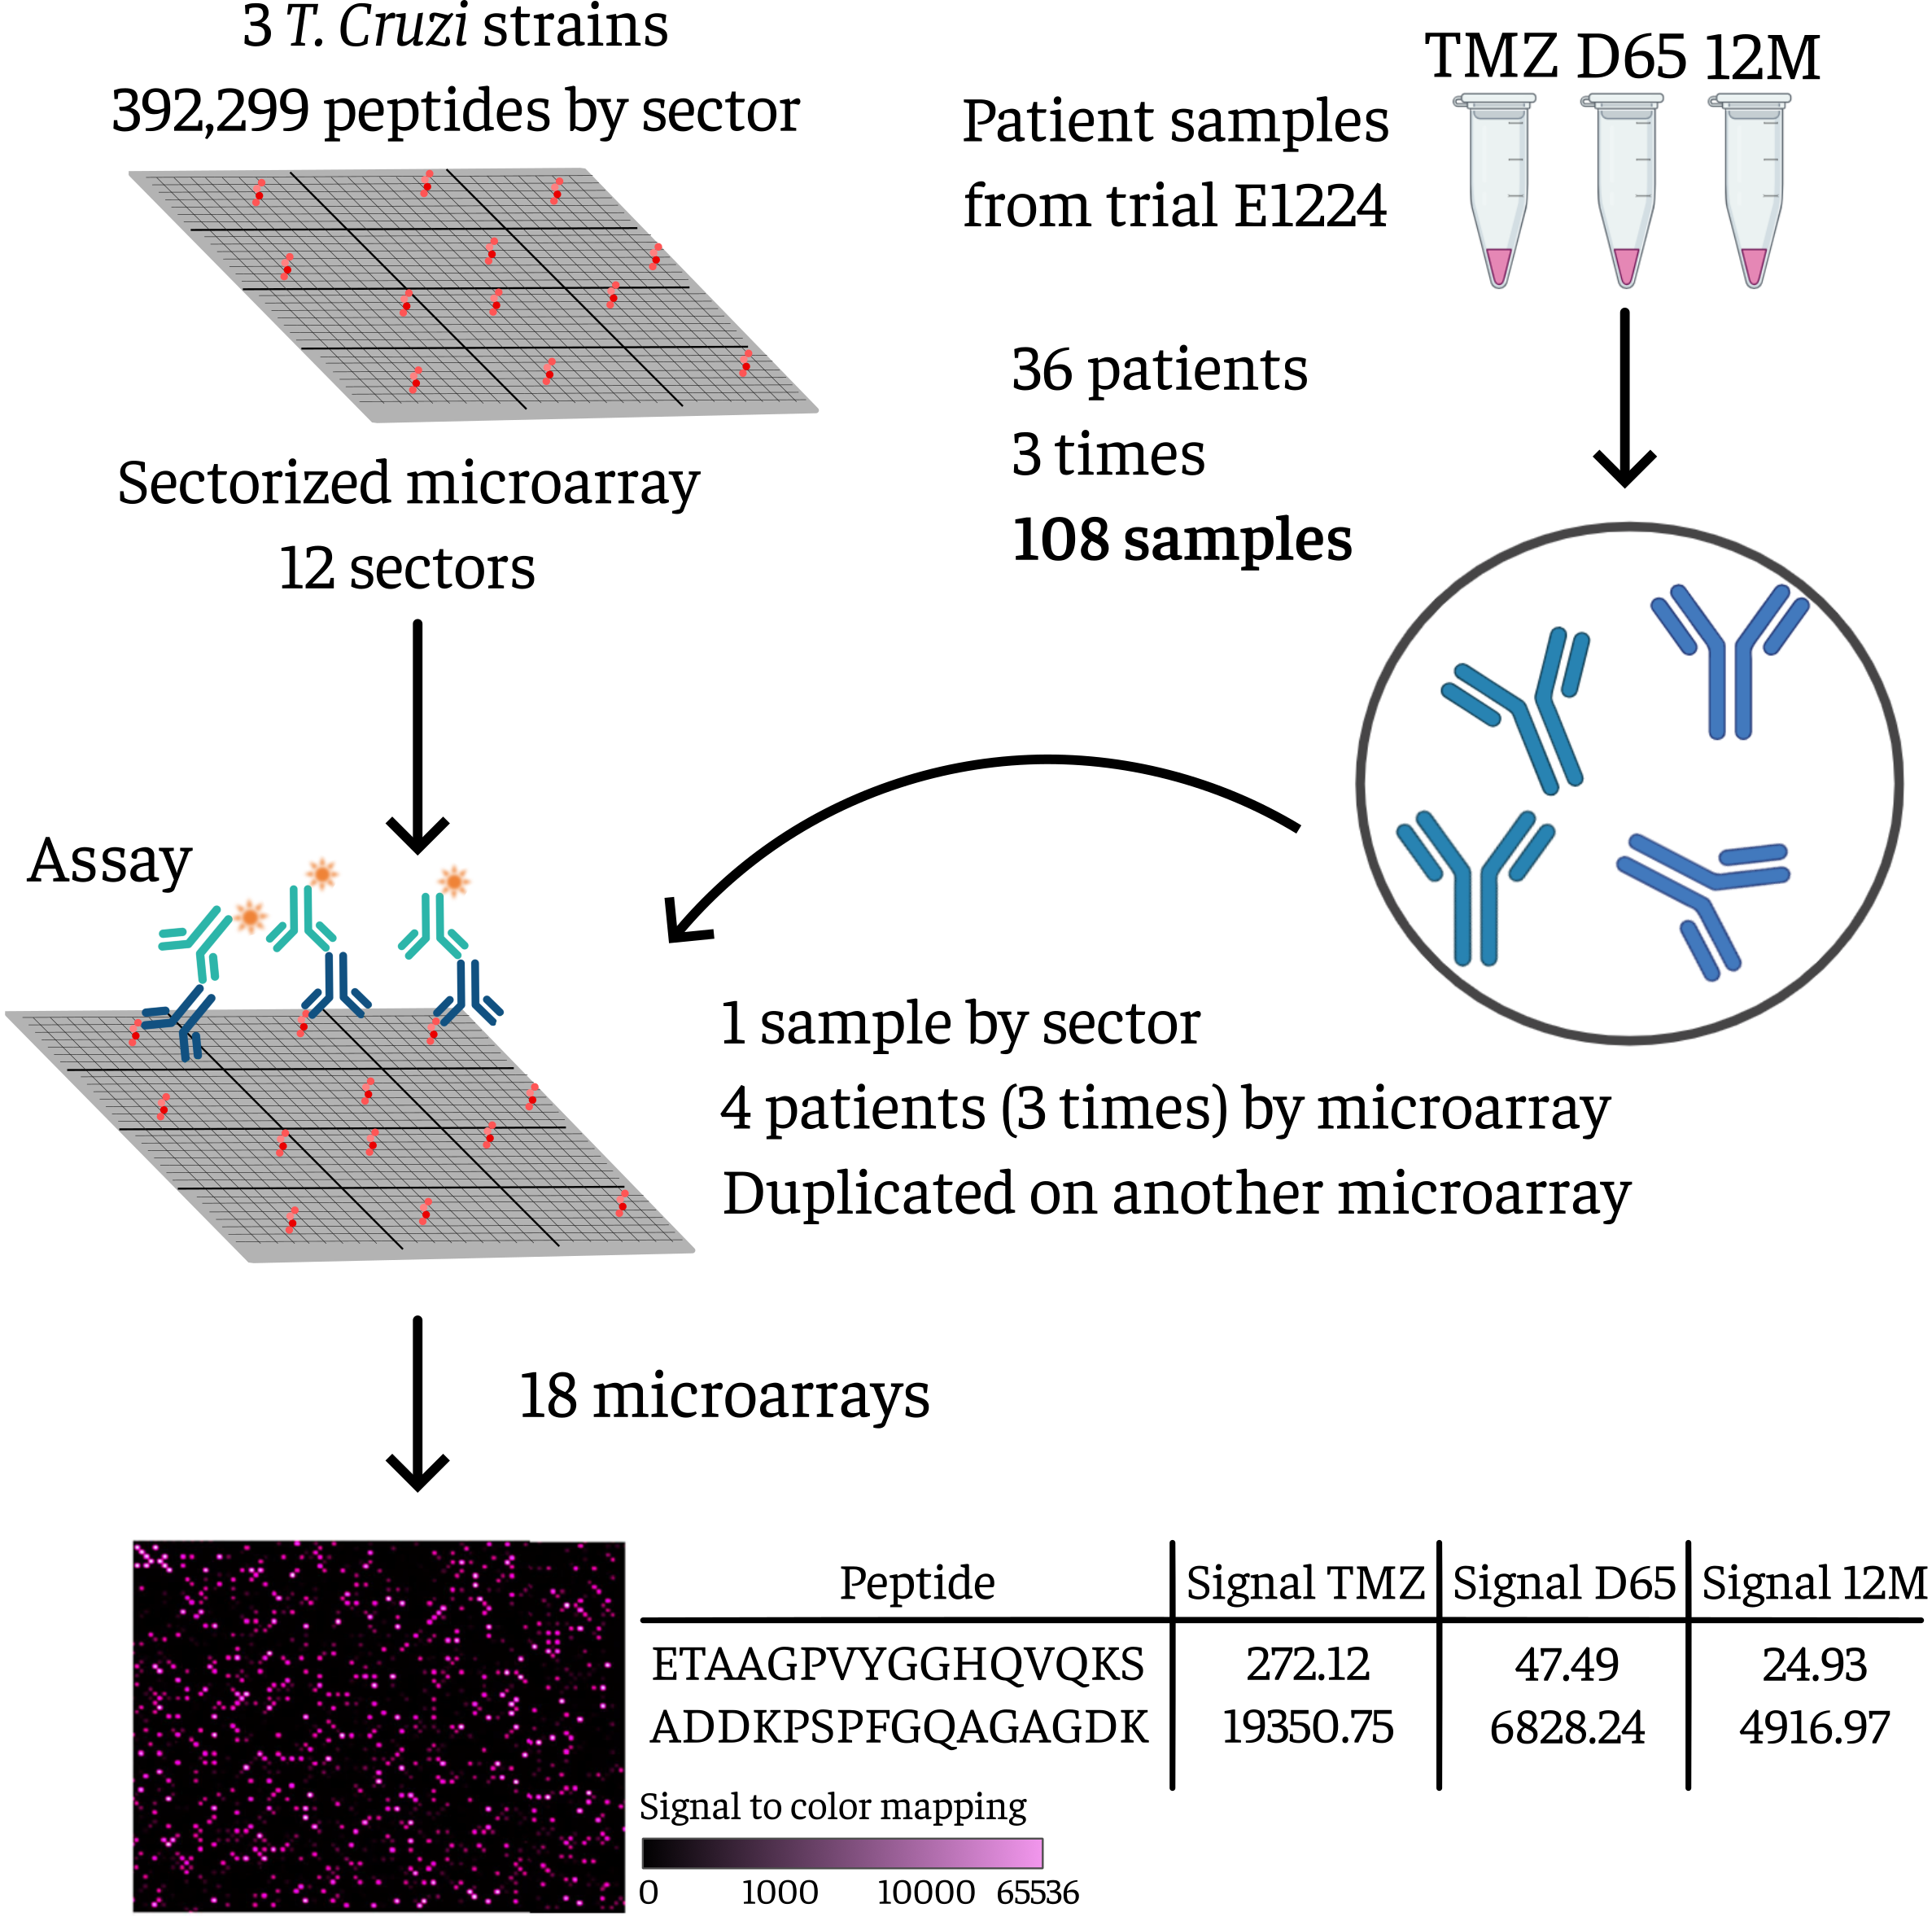 3 T. Cruzi strains
392,299 peptides by sector
Sectorized microarray
12 sectors
TMZ D65 12M
Patient samples
from trial E1224
36 patients
3 times
108 samples
Assay
1 sample by sector
4 patients (3 times) by microarray
Duplicated on another microarray
18 microarrays
Peptide Signal TMZ Signal D65 Signal 12M
ETAAGPVYGGHQVQKS 272.12 47.49 24.93
ADDKPSPFGQAGAGDK 19350.75 6828.24 4916.97
Signal to color mapping
0 1000 10000 65536